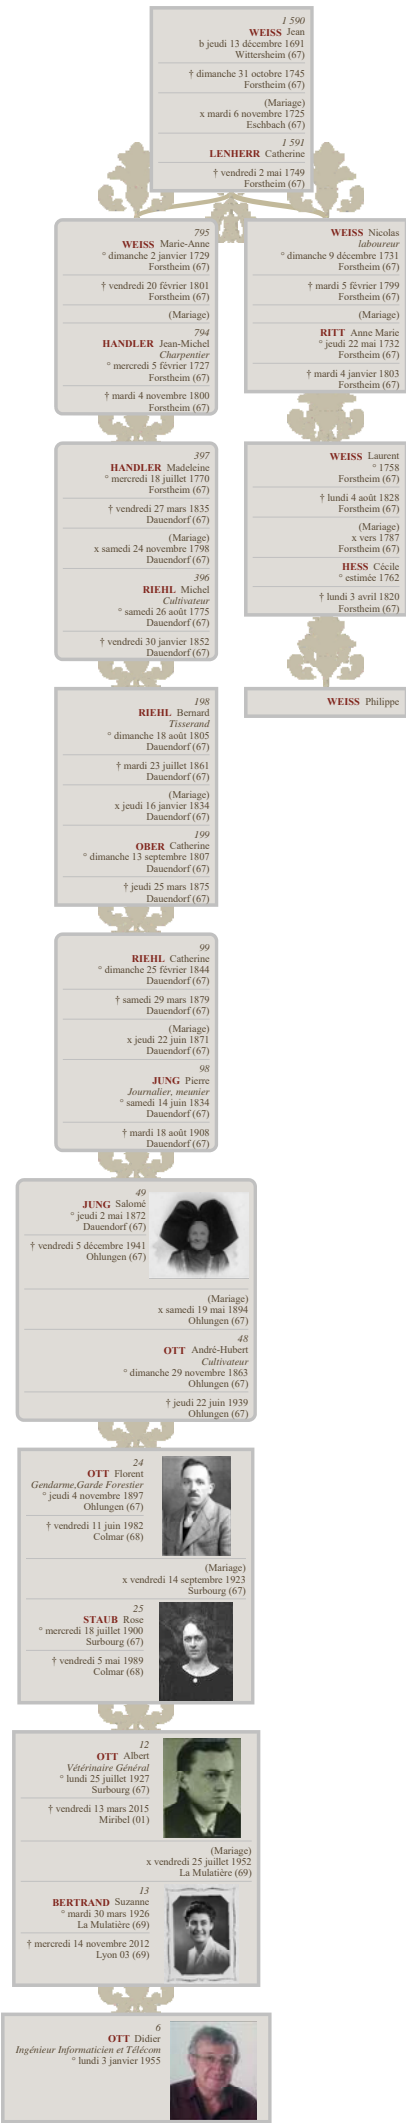 1 590
WEISS Jean
b jeudi 13 décembre 1691
Wittersheim (67)
† dimanche 31 octobre 1745
Forstheim (67)
(Mariage)
x mardi 6 novembre 1725
Eschbach (67)
1 591
LENHERR Catherine
† vendredi 2 mai 1749
Forstheim (67)
795
WEISS Marie-Anne
° dimanche 2 janvier 1729
Forstheim (67)
† vendredi 20 février 1801
Forstheim (67)
(Mariage)
794
HANDLER Jean-Michel
Charpentier
° mercredi 5 février 1727
Forstheim (67)
† mardi 4 novembre 1800
Forstheim (67)
WEISS Nicolas
laboureur
° dimanche 9 décembre 1731
Forstheim (67)
† mardi 5 février 1799
Forstheim (67)
(Mariage)
RITT Anne Marie
° jeudi 22 mai 1732
Forstheim (67)
† mardi 4 janvier 1803
Forstheim (67)
397
HANDLER Madeleine
° mercredi 18 juillet 1770
Forstheim (67)
† vendredi 27 mars 1835
Dauendorf (67)
(Mariage)
x samedi 24 novembre 1798
Dauendorf (67)
396
RIEHL Michel
Cultivateur
° samedi 26 août 1775
Dauendorf (67)
† vendredi 30 janvier 1852
Dauendorf (67)
WEISS Laurent
° 1758
Forstheim (67)
† lundi 4 août 1828
Forstheim (67)
(Mariage)
x vers 1787
Forstheim (67)
HESS Cécile
° estimée 1762
† lundi 3 avril 1820
Forstheim (67)
198
RIEHL Bernard
Tisserand
° dimanche 18 août 1805
Dauendorf (67)
† mardi 23 juillet 1861
Dauendorf (67)
(Mariage)
x jeudi 16 janvier 1834
Dauendorf (67)
199
OBER Catherine
° dimanche 13 septembre 1807
Dauendorf (67)
† jeudi 25 mars 1875
Dauendorf (67)
WEISS Philippe
99
RIEHL Catherine
° dimanche 25 février 1844
Dauendorf (67)
† samedi 29 mars 1879
Dauendorf (67)
(Mariage)
x jeudi 22 juin 1871
Dauendorf (67)
98
JUNG Pierre
Journalier, meunier
° samedi 14 juin 1834
Dauendorf (67)
† mardi 18 août 1908
Dauendorf (67)
49
JUNG Salomé
° jeudi 2 mai 1872
Dauendorf (67)
† vendredi 5 décembre 1941
Ohlungen (67)
(Mariage)
x samedi 19 mai 1894
Ohlungen (67)
48
OTT André-Hubert
Cultivateur
° dimanche 29 novembre 1863
Ohlungen (67)
† jeudi 22 juin 1939
Ohlungen (67)
24
OTT Florent
Gendarme,Garde Forestier
° jeudi 4 novembre 1897
Ohlungen (67)
† vendredi 11 juin 1982
Colmar (68)
(Mariage)
x vendredi 14 septembre 1923
Surbourg (67)
25
STAUB Rose
° mercredi 18 juillet 1900
Surbourg (67)
† vendredi 5 mai 1989
Colmar (68)
12
OTT Albert
Vétérinaire Général
° lundi 25 juillet 1927
Surbourg (67)
† vendredi 13 mars 2015
Miribel (01)
(Mariage)
x vendredi 25 juillet 1952
La Mulatière (69)
13
BERTRAND Suzanne
° mardi 30 mars 1926
La Mulatière (69)
† mercredi 14 novembre 2012
Lyon 03 (69)
6
OTT Didier
Ingénieur Informaticien et Télécom
° lundi 3 janvier 1955